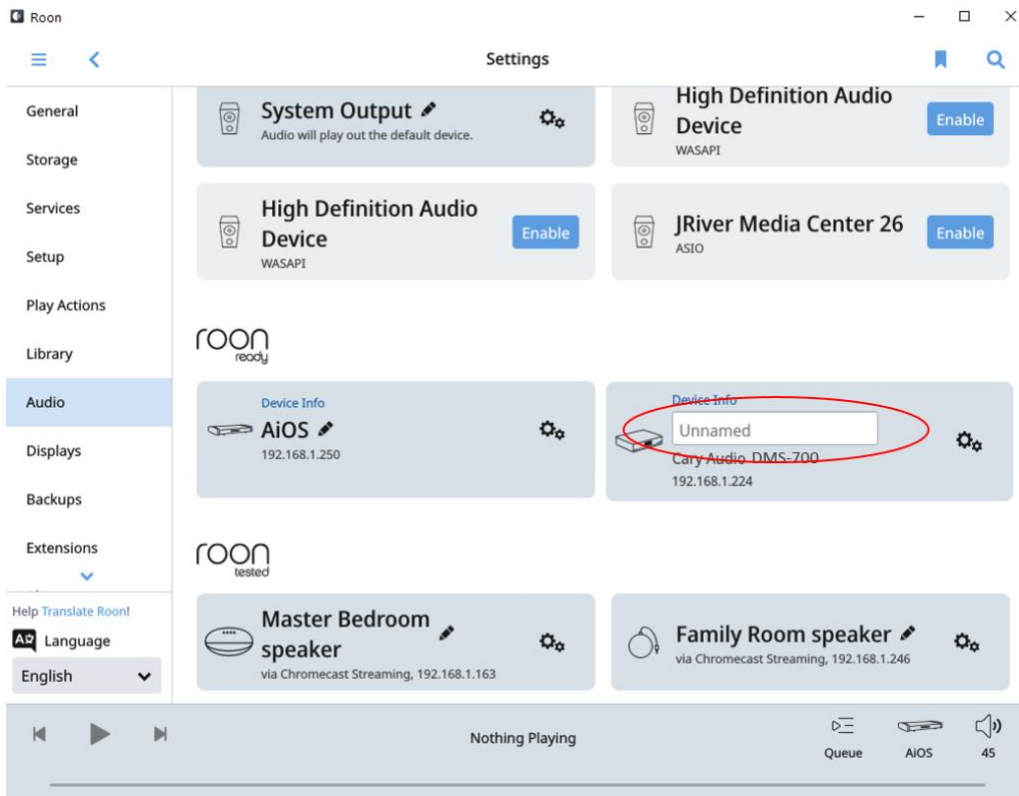 Roon
Settings
General
Storage
Services
Setup
Play Actions
Library
Audio
Displays
Backups
Extensions
Help Translate Roon!
Language
English
System Output
Audio will play out the default device.
High Definition Audio
Device
WASAPI
Enable
High Definition Audio
Device
WASAPI
Enable
JRiver Media Center 26
ASIO
Enable
roon
ready
Device Info
AiOS
192.168.1.250
Device Info
Unnamed
Cary Audio DMS-700
192.168.1.224
roon
tested
Master Bedroom
speaker
via Chromecast Streaming, 192.168.1.163
Family Room speaker
via Chromecast Streaming, 192.168.1.246
Nothing Playing
Queue
AiOS
45